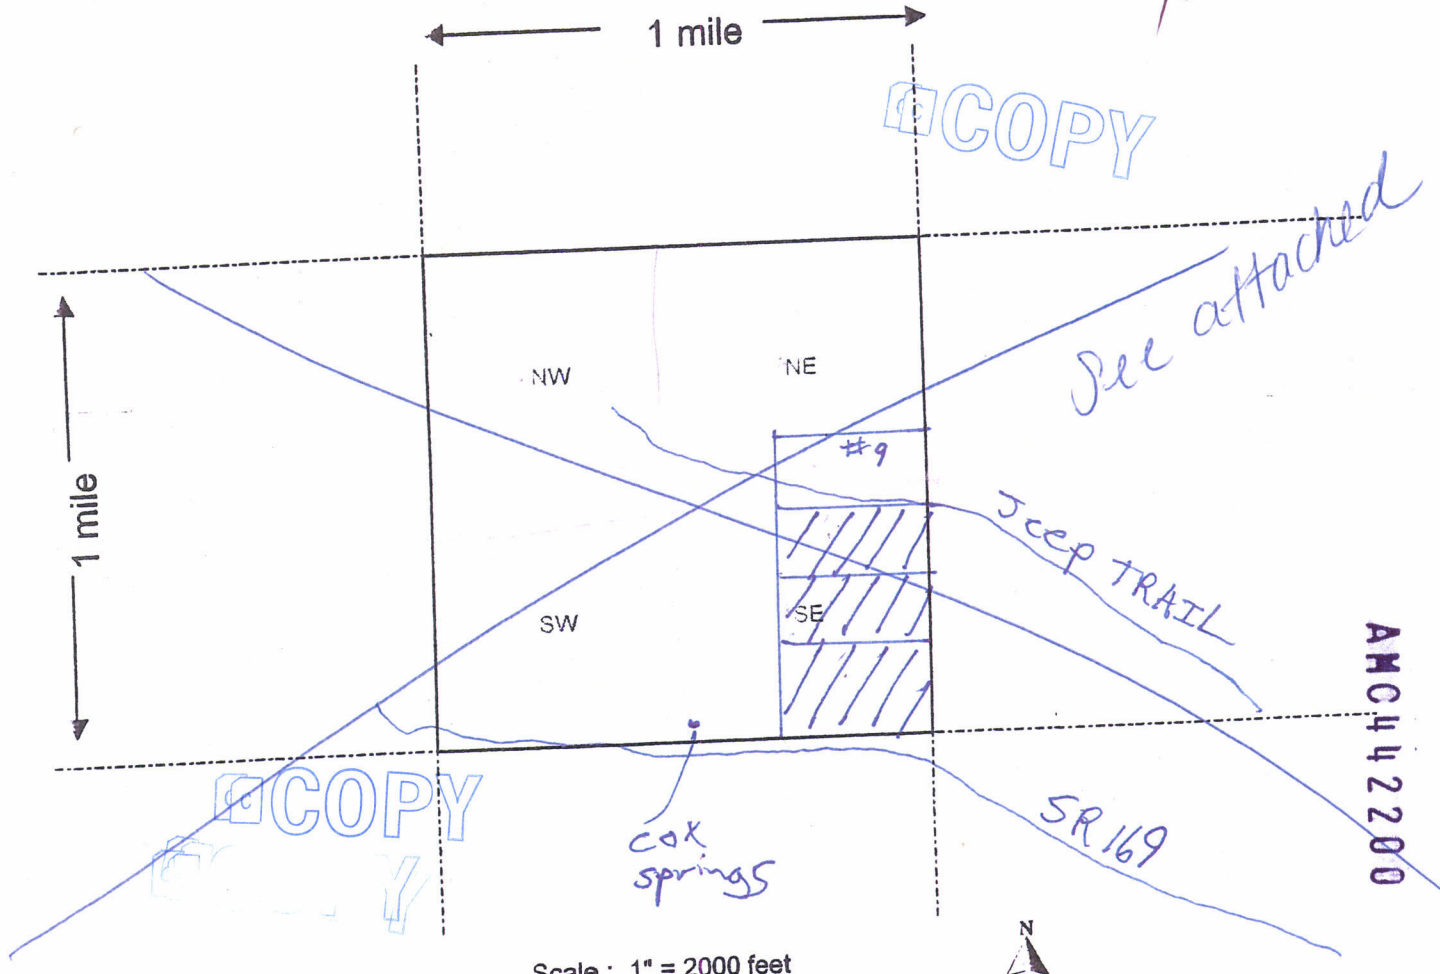 1 mile
COPY
See attached
NW
NE
#9
1 mile
Jeep TRAIL
SW
SE
AMC442200
COPY
Y
cox
springs
SR 169
N
Scale : 1" = 2000 feet